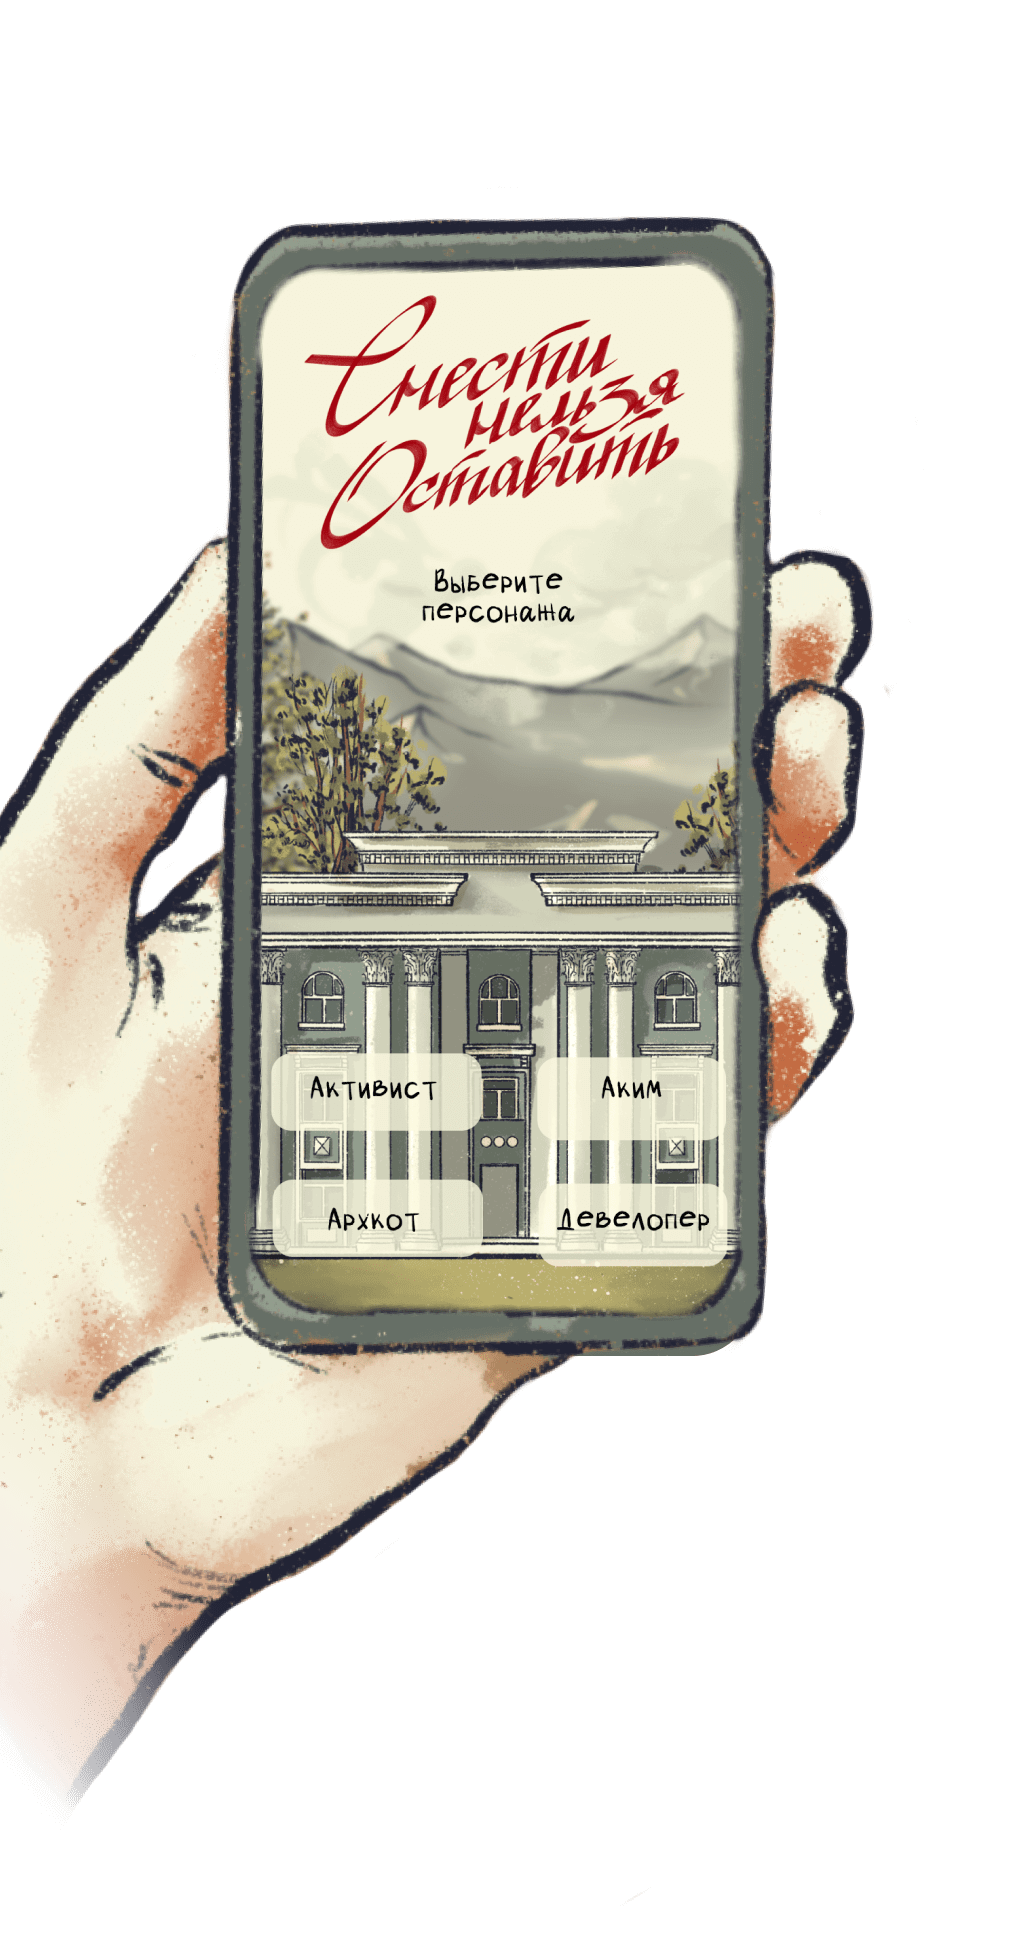 Снести
нельзя
Оставить
Выберите
персонажа
Активист
Аким
Архкот
Девелопер